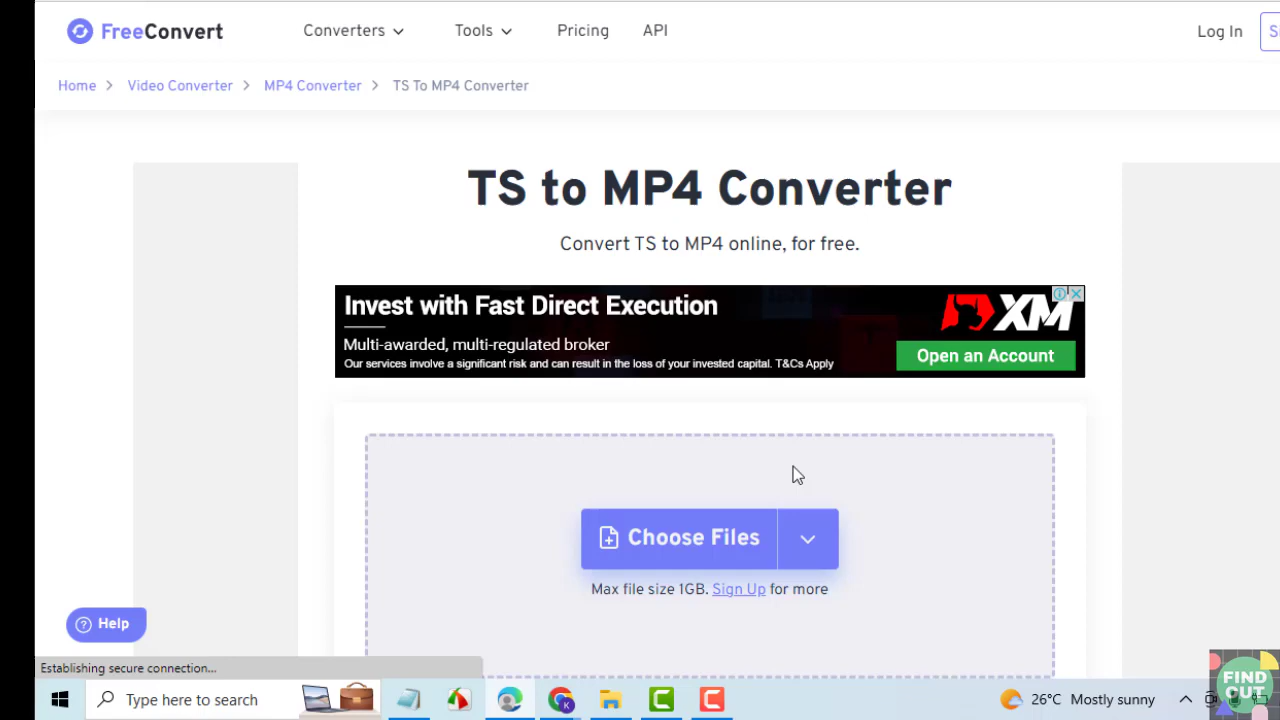 FreeConvert
Converters
Tools
Pricing
API
Log In
Home > Video Converter > MP4 Converter > TS To MP4 Converter
TS to MP4 Converter
Convert TS to MP4 online, for free.
Invest with Fast Direct Execution
Multi-awarded, multi-regulated broker
Our services involve a significant risk and can result in the loss of your invested capital. T&Cs Apply
XM
Open an Account
Choose Files
Max file size 1GB. Sign Up for more
Help
Establishing secure connection...
Type here to search
K
26°C Mostly sunny
FIND
OUT